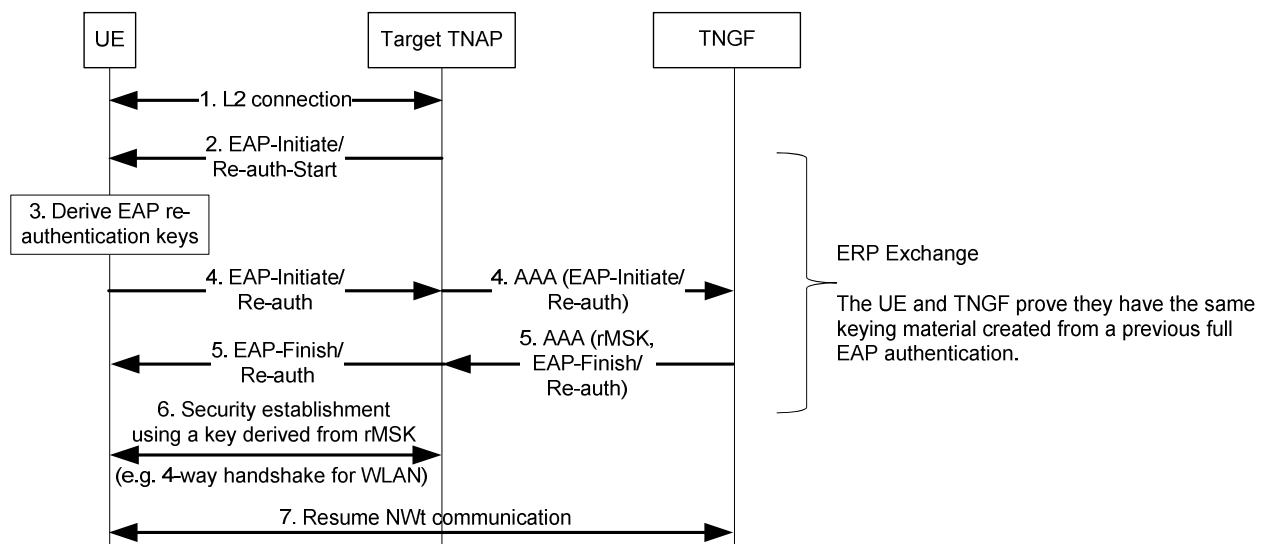 UE
Target TNAP
TNGF
1. L2 connection
2. EAP-Initiate/
Re-auth-Start
3. Derive EAP re-
authentication keys
4. EAP-Initiate/
Re-auth
4. AAA (EAP-Initiate/
Re-auth)
5. EAP-Finish/
Re-auth
5. AAA (rMSK,
EAP-Finish/
Re-auth)
6. Security establishment
using a key derived from rMSK
(e.g. 4-way handshake for WLAN)
7. Resume NWt communication
ERP Exchange
The UE and TNGF prove they have the same
keying material created from a previous full
EAP authentication.